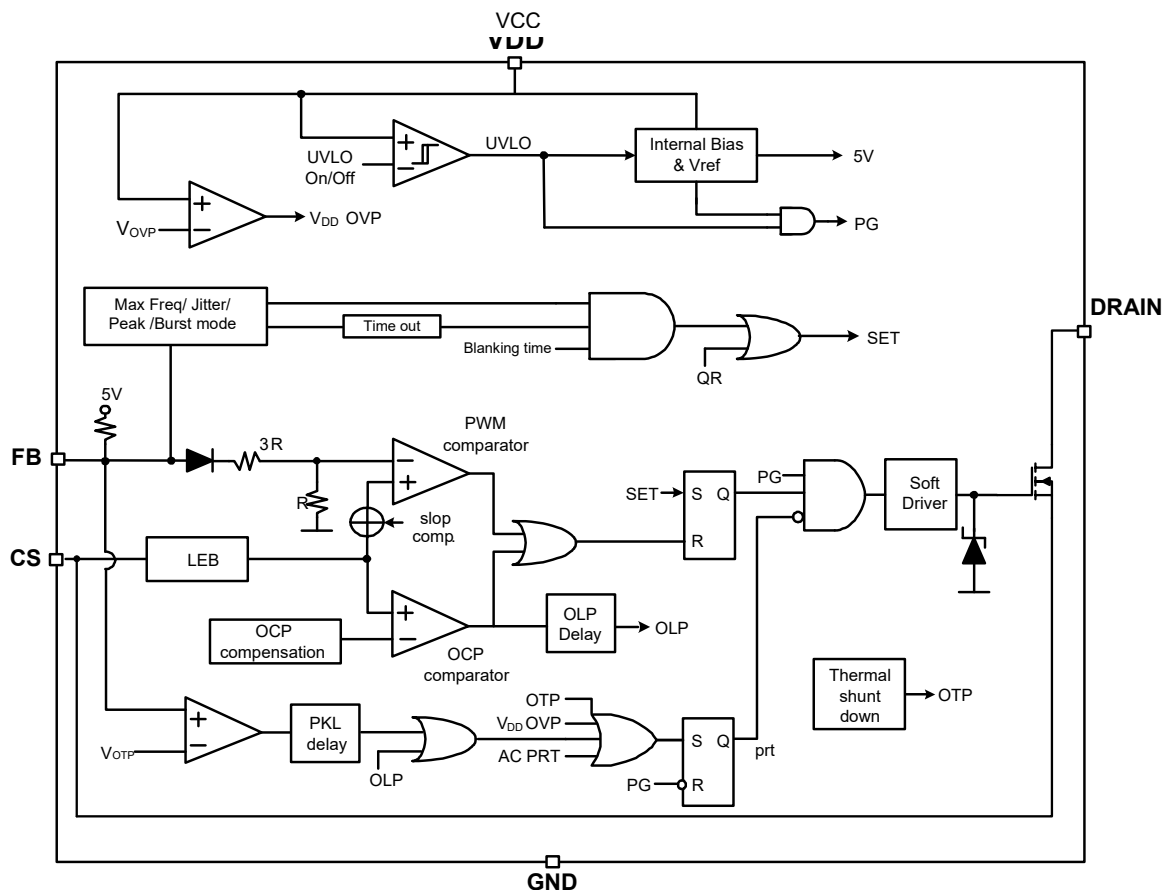 VCC
VDD
UVLO
On/Off
UVLO
Internal Bias
& Vref
5V
VOVP
VDD OVP
PG
Max Freq/ Jitter/
Peak /Burst mode
Time out
Blanking time
QR
SET
DRAIN
5V
FB
3R
R
PWM
comparator
slop
comp.
SET
S
Q
R
PG
Soft
Driver
CS
LEB
OCP
compensation
OCP
comparator
OLP
Delay
OLP
Thermal
shunt
down
OTP
VOTP
PKL
delay
OLP
OTP
VDD OVP
AC PRT
S
Q
PG
R
prt
GND
+
−
+
−
−
+
+
−
+
−